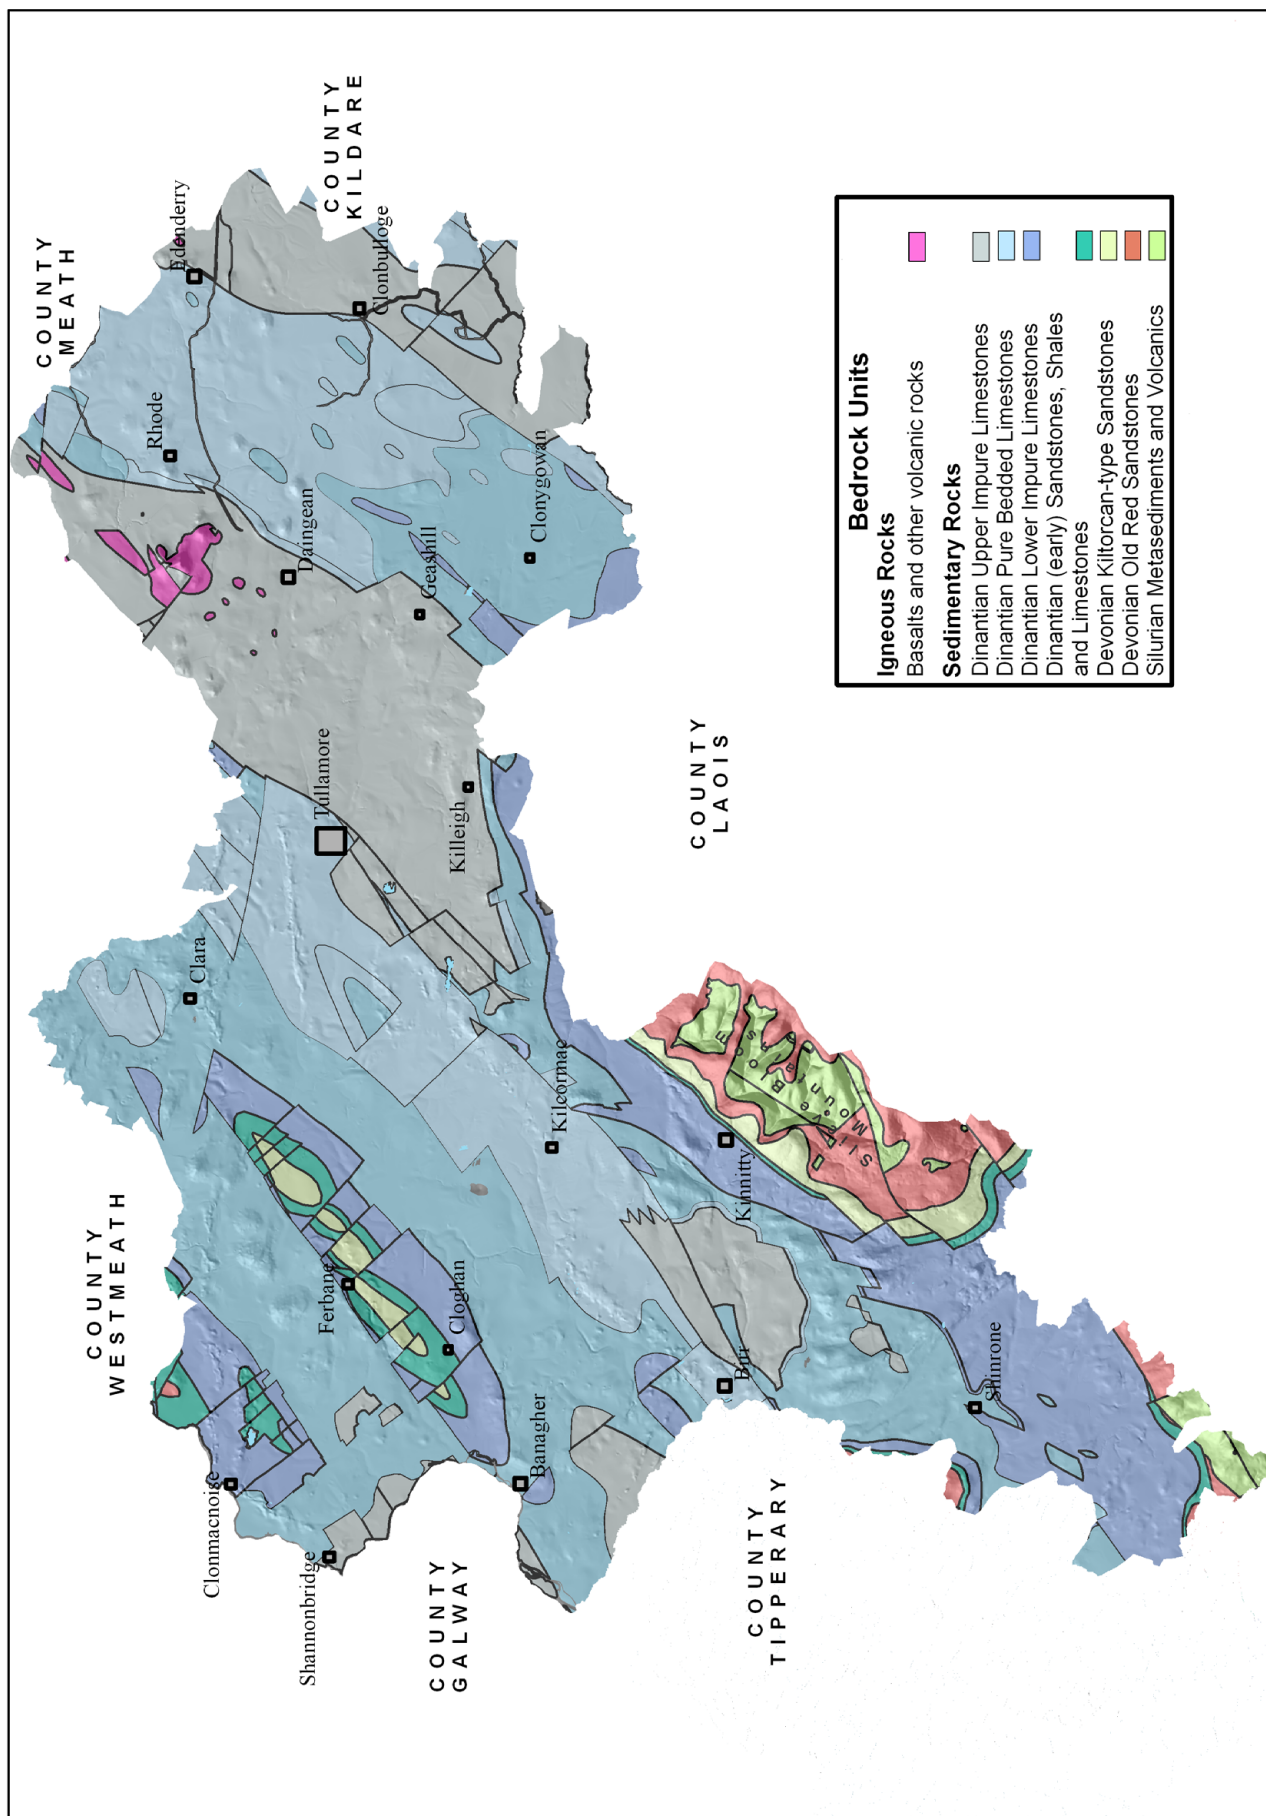 COUNTY
MEATH
COUNTY
KILDARE
COUNTY
WESTMEATH
COUNTY
GALWAY
COUNTY
TIPPERARY
COUNTY
LAOIS
Edenderry
Clonbulloge
Rhode
Daingean
Geashill
Clonygowan
Tullamore
Killeigh
Clara
Kilcormac
Ferbane
Cloghan
Clonmacnoise
Shannonbridge
Banagher
Birr
Kinnitty
Shinrone
Slieve Bloom
Mountains
Bedrock Units
Igneous Rocks
Basalts and other volcanic rocks
Sedimentary Rocks
Dinantian Upper Impure Limestones
Dinantian Pure Bedded Limestones
Dinantian Lower Impure Limestones
Dinantian (early) Sandstones, Shales
and Limestones
Devonian Kiltorcan-type Sandstones
Devonian Old Red Sandstones
Silurian Metasediments and Volcanics